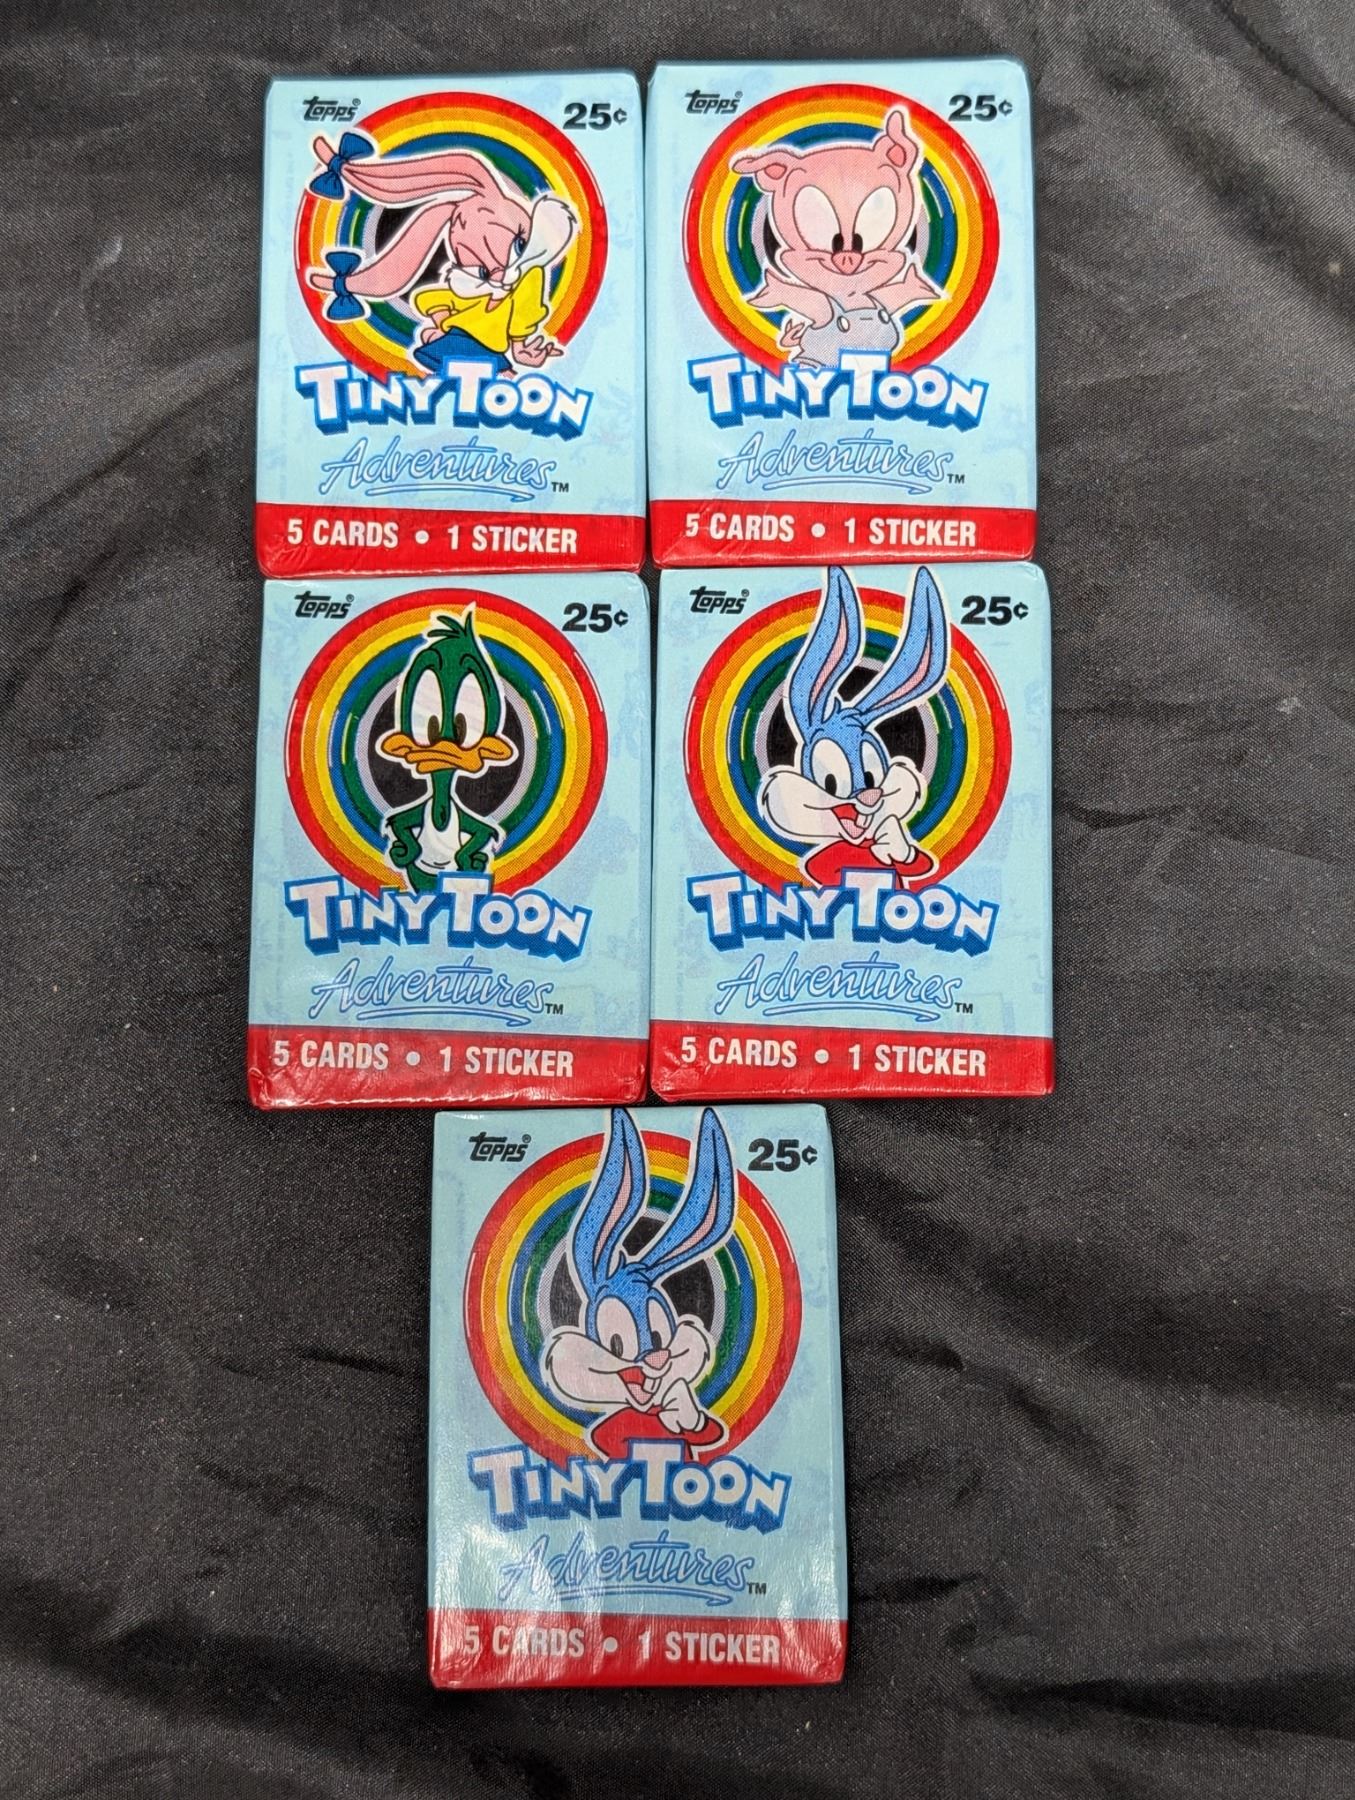 topps® 25¢
TINY TOON
Adventures™
5 CARDS • 1 STICKER
topps® 25¢
TINY TOON
Adventures™
5 CARDS • 1 STICKER
topps® 25¢
TINY TOON
Adventures™
5 CARDS • 1 STICKER
topps® 25¢
TINY TOON
Adventures™
5 CARDS • 1 STICKER
topps® 25¢
TINY TOON
Adventures™
5 CARDS • 1 STICKER